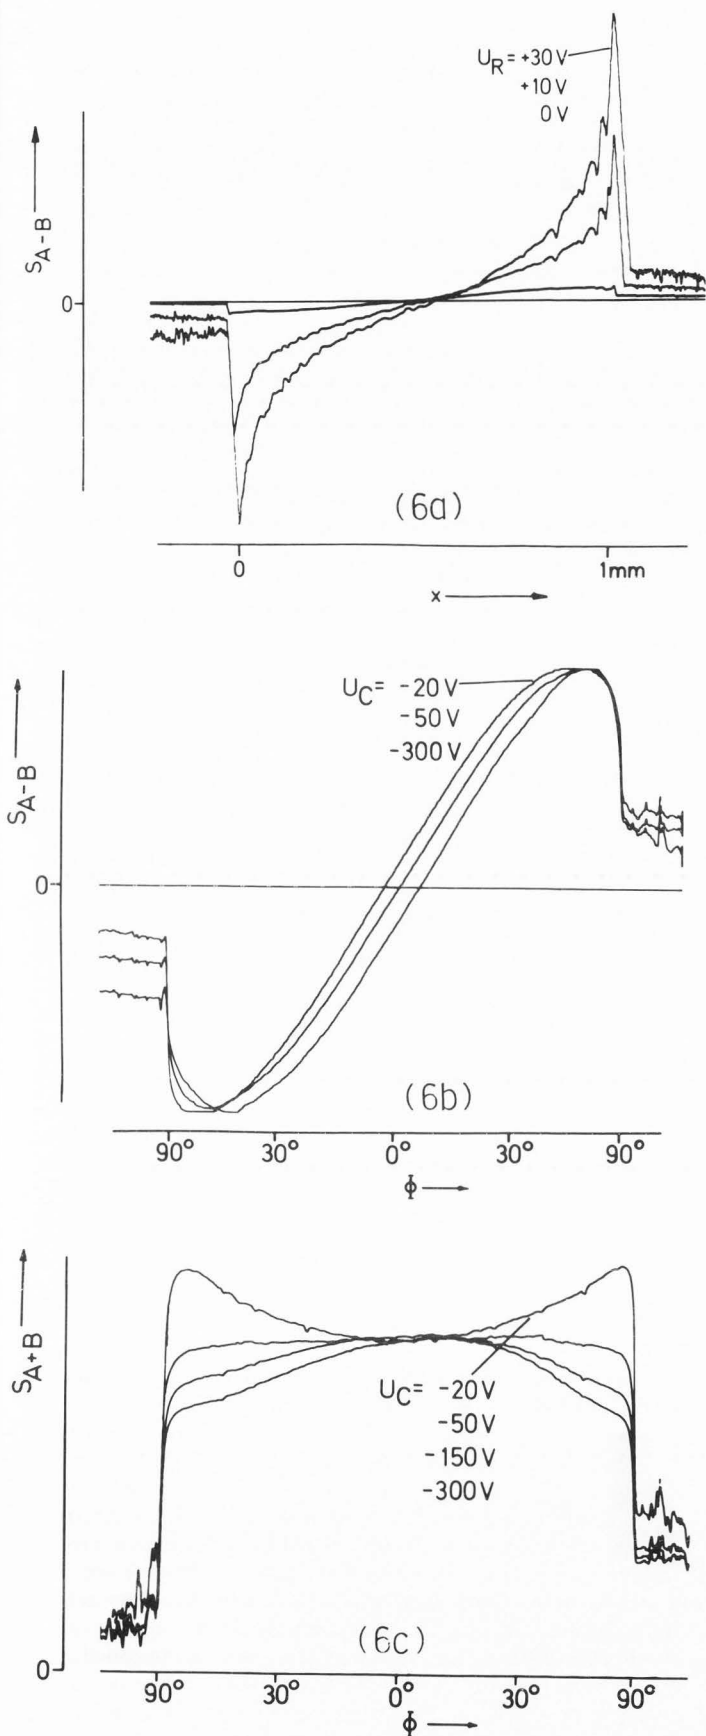 U_R = +30 V
+10 V
0 V
S_A-B
0
(6a)
0 1mm
x
U_C = -20 V
-50 V
-300 V
S_A-B
0
(6b)
90° 30° 0° 30° 90°
Φ
S_A+B
U_C = -20 V
-50 V
-150 V
-300 V
(6c)
0
90° 30° 0° 30° 90°
Φ